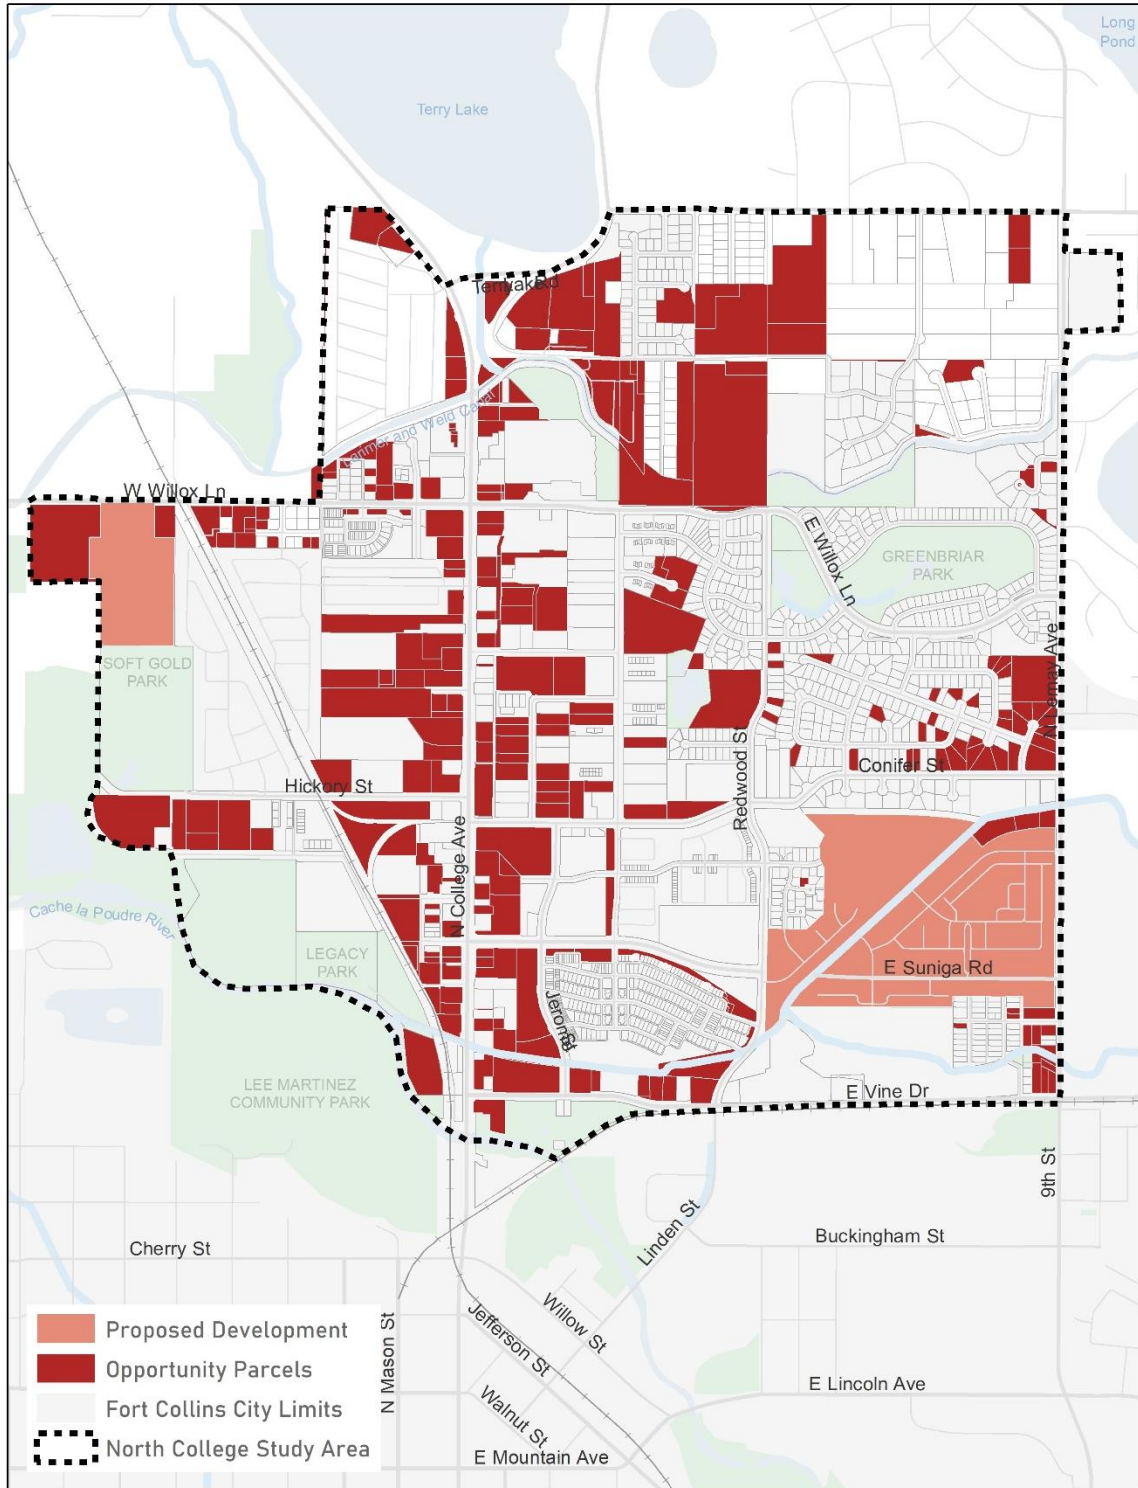 Long
Pond
Terry Lake
Terry Lake Rd
Larimer and Weld Canal
W Willox Ln
E Willox Ln
GREENBRIAR
PARK
SOFT GOLD
PARK
N Lemay Ave
Redwood St
Conifer St
Hickory St
N College Ave
Cache la Poudre River
LEGACY
PARK
E Suniga Rd
Jerome St
LEE MARTINEZ
COMMUNITY PARK
E Vine Dr
9th St
Linden St
Cherry St
Buckingham St
Willow St
Jefferson St
N Mason St
Walnut St
E Lincoln Ave
E Mountain Ave
Proposed Development
Opportunity Parcels
Fort Collins City Limits
North College Study Area